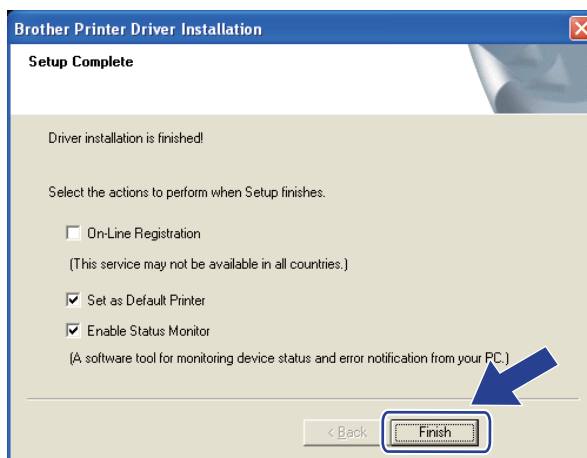 Brother Printer Driver Installation
Setup Complete
Driver installation is finished!
Select the actions to perform when Setup finishes.
On-Line Registration
(This service may not be available in all countries.)
Set as Default Printer
Enable Status Monitor
(A software tool for monitoring device status and error notification from your PC.)
< Back
Finish